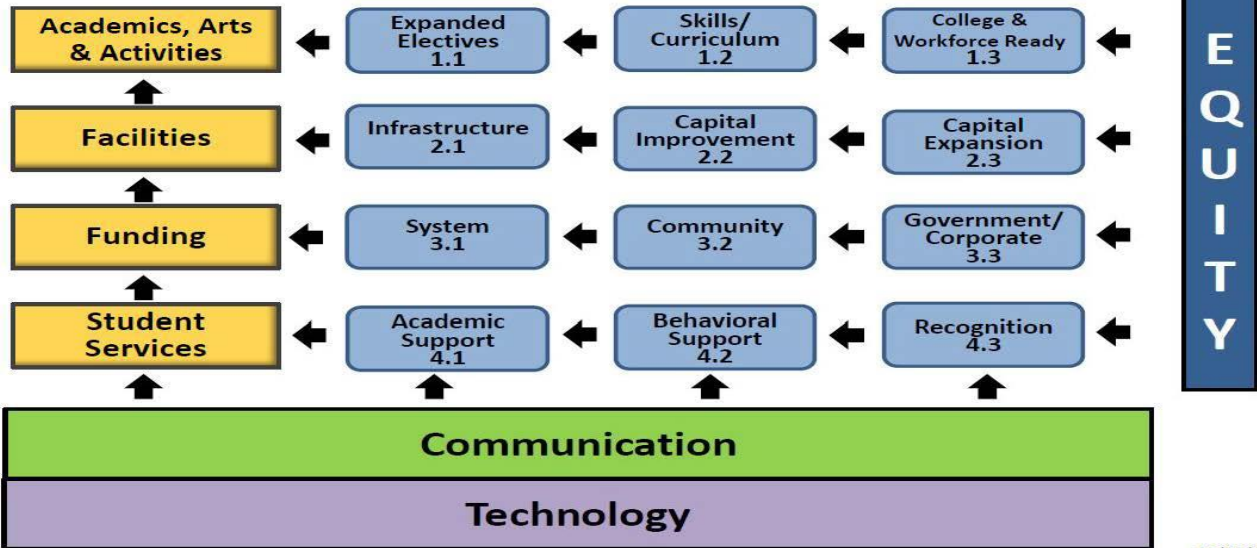 Academics, Arts
& Activities
Expanded
Electives
1.1
Skills/
Curriculum
1.2
College &
Workforce Ready
1.3
Facilities
Infrastructure
2.1
Capital
Improvement
2.2
Capital
Expansion
2.3
Funding
System
3.1
Community
3.2
Government/
Corporate
3.3
Student
Services
Academic
Support
4.1
Behavioral
Support
4.2
Recognition
4.3
E
Q
U
I
T
Y
Communication
Technology